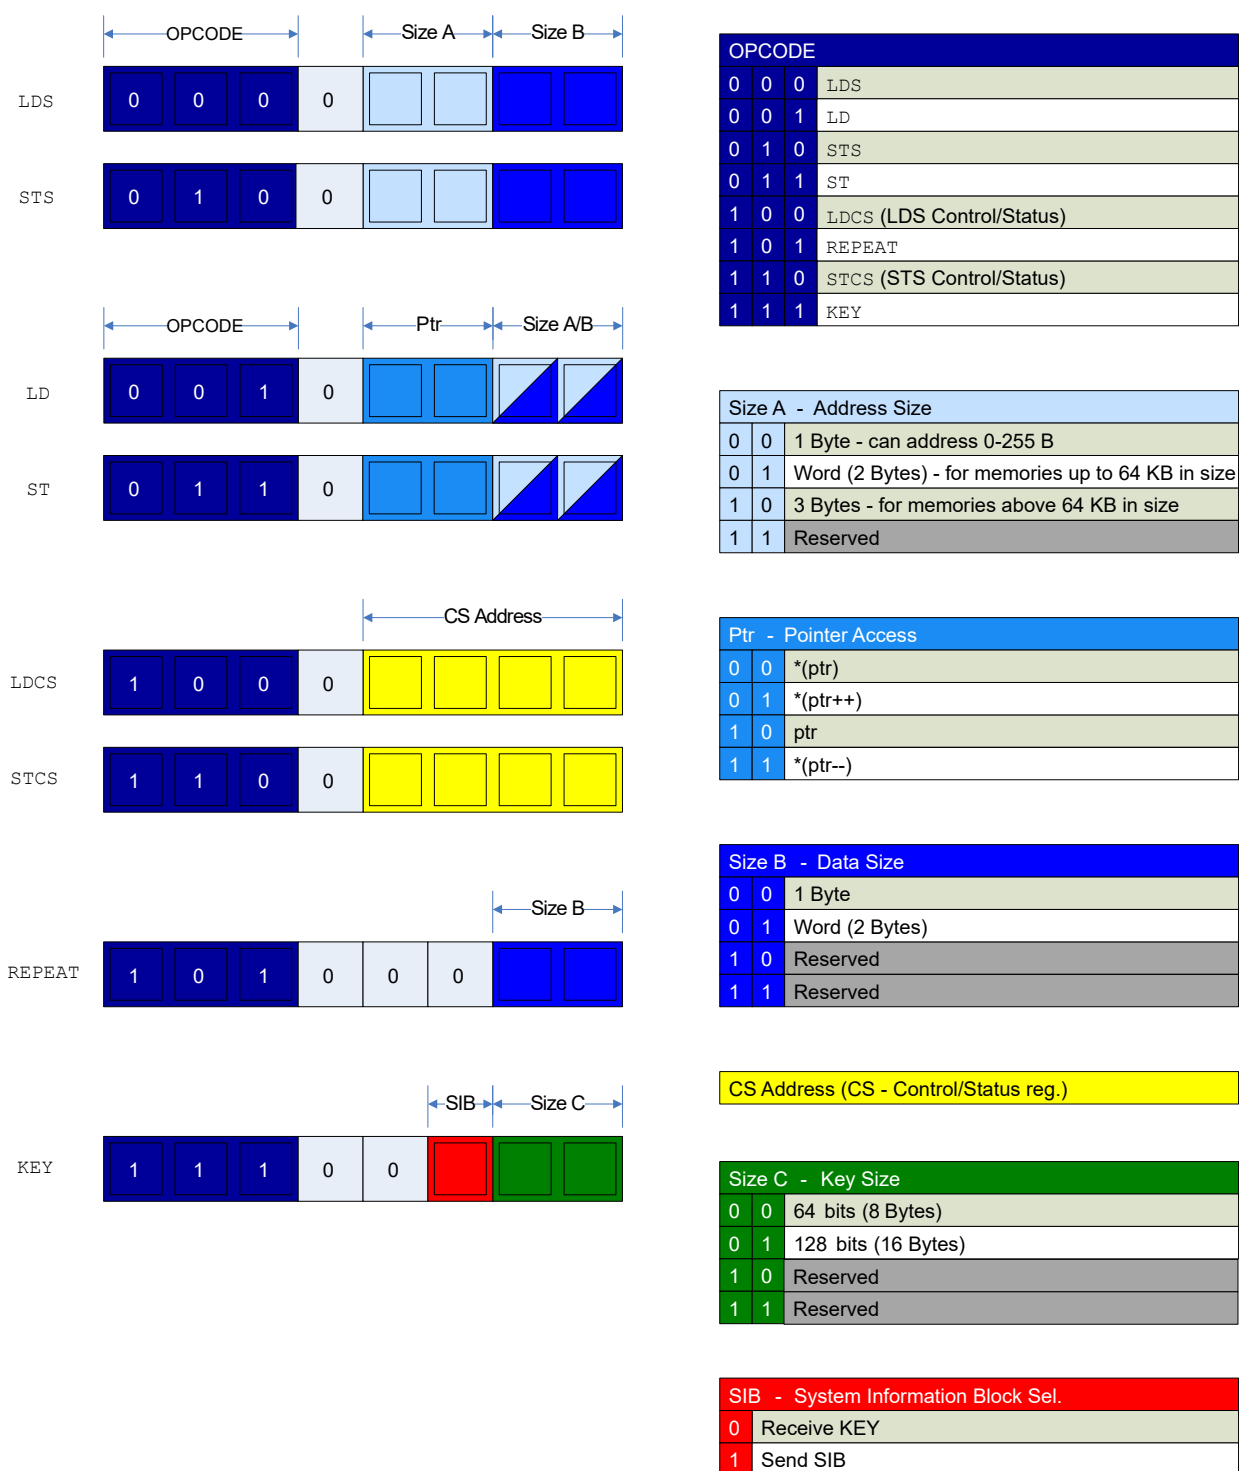 OPCODE Size A Size B
LDS 0 0 0 0
STS 0 1 0 0
OPCODE Ptr Size A/B
LD 0 0 1 0
ST 0 1 1 0
CS Address
LDCS 1 0 0 0
STCS 1 1 0 0
Size B
REPEAT 1 0 1 0 0 0
SIB Size C
KEY 1 1 1 0 0
OPCODE
0 0 0 LDS
0 0 1 LD
0 1 0 STS
0 1 1 ST
1 0 0 LDCS (LDS Control/Status)
1 0 1 REPEAT
1 1 0 STCS (STS Control/Status)
1 1 1 KEY
Size A - Address Size
0 0 1 Byte - can address 0-255 B
0 1 Word (2 Bytes) - for memories up to 64 KB in size
1 0 3 Bytes - for memories above 64 KB in size
1 1 Reserved
Ptr - Pointer Access
0 0 *(ptr)
0 1 *(ptr++)
1 0 ptr
1 1 *(ptr--)
Size B - Data Size
0 0 1 Byte
0 1 Word (2 Bytes)
1 0 Reserved
1 1 Reserved
CS Address (CS - Control/Status reg.)
Size C - Key Size
0 0 64 bits (8 Bytes)
0 1 128 bits (16 Bytes)
1 0 Reserved
1 1 Reserved
SIB - System Information Block Sel.
0 Receive KEY
1 Send SIB